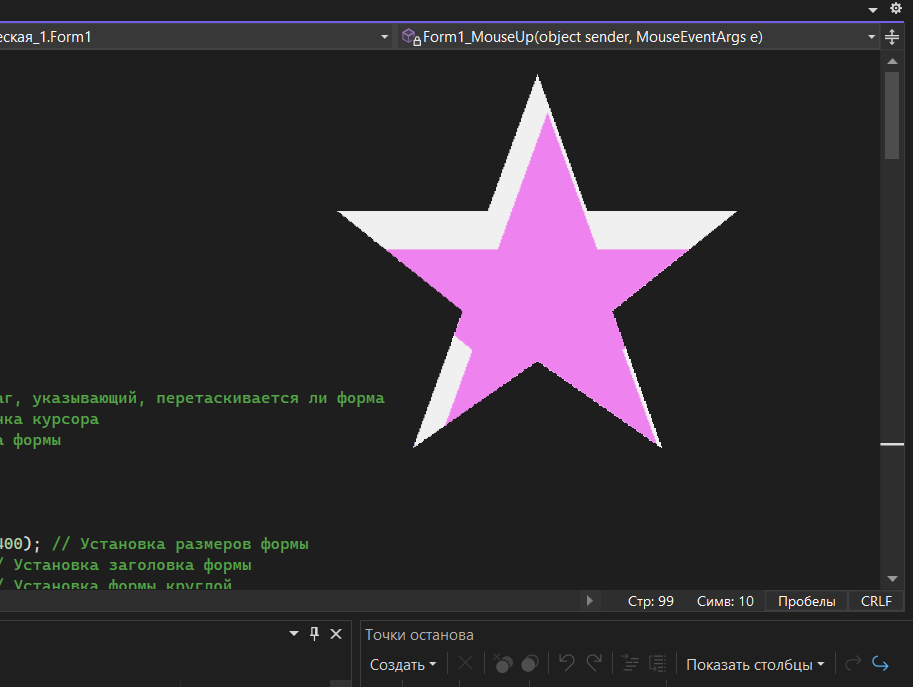 еская_1.Form1
Form1_MouseUp(object sender, MouseEventArgs e)
аг, указывающий, перетаскивается ли форма
чка курсора
а формы
400); // Установка размеров формы
/ Установка заголовка формы
/ Установка формы круглой
Стр: 99 Симв: 10 Пробелы CRLF
Точки останова
Создать Показать столбцы